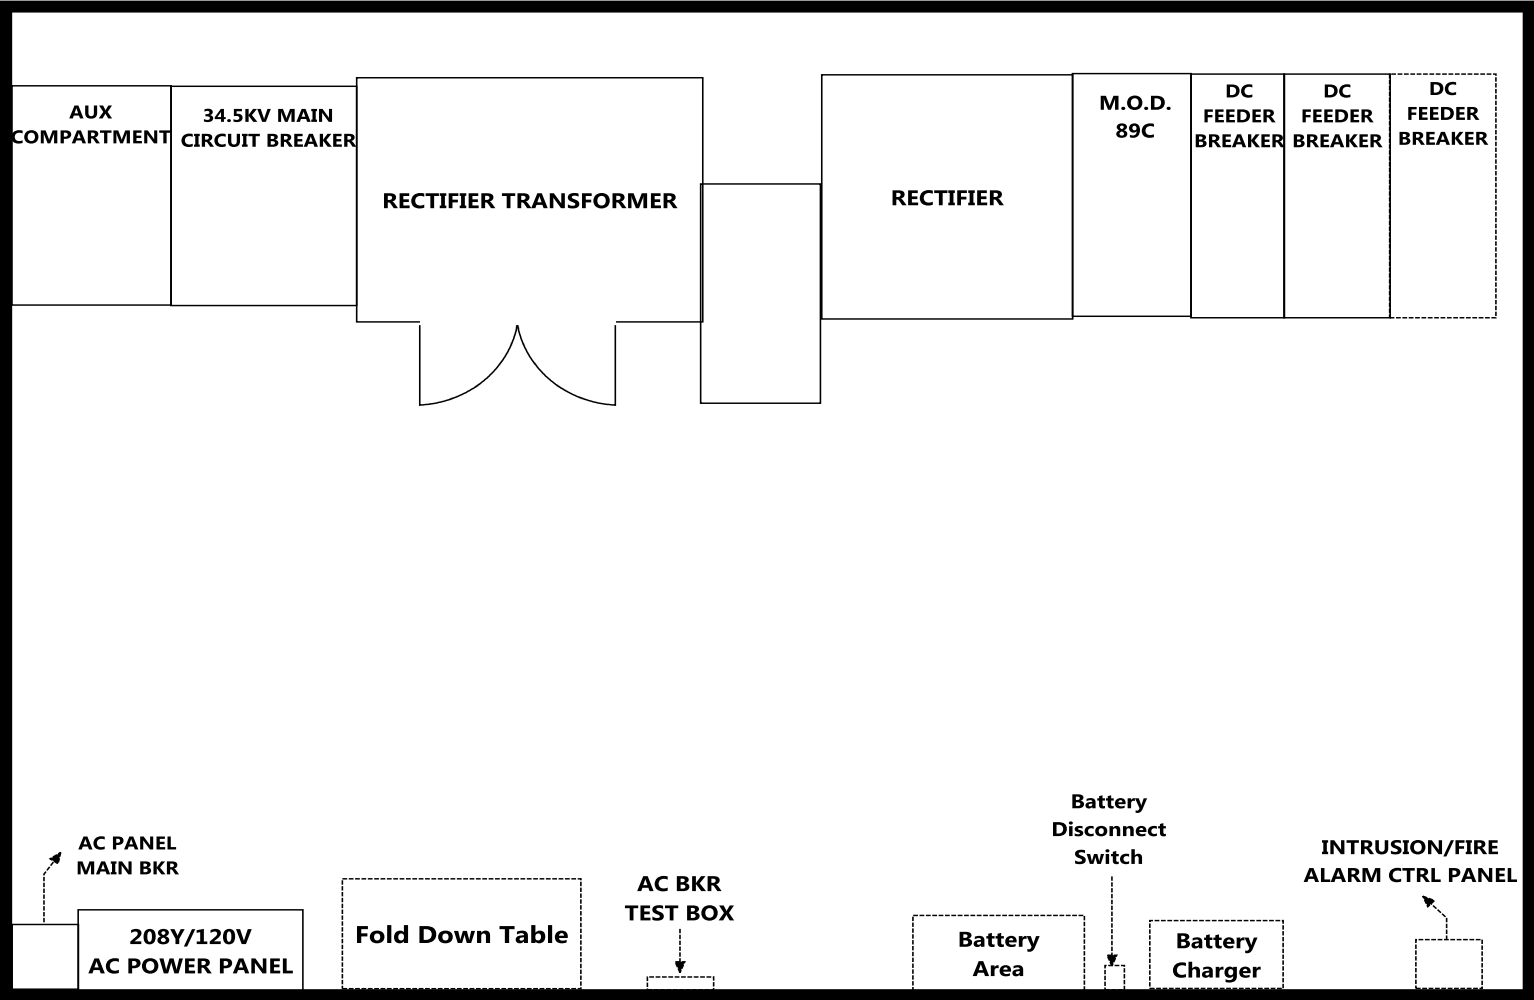 AUX
COMPARTMENT
34.5KV MAIN
CIRCUIT BREAKER
RECTIFIER TRANSFORMER
RECTIFIER
M.O.D.
89C
DC
FEEDER
BREAKER
DC
FEEDER
BREAKER
DC
FEEDER
BREAKER
AC PANEL
MAIN BKR
208Y/120V
AC POWER PANEL
Fold Down Table
AC BKR
TEST BOX
Battery
Area
Battery
Disconnect
Switch
Battery
Charger
INTRUSION/FIRE
ALARM CTRL PANEL